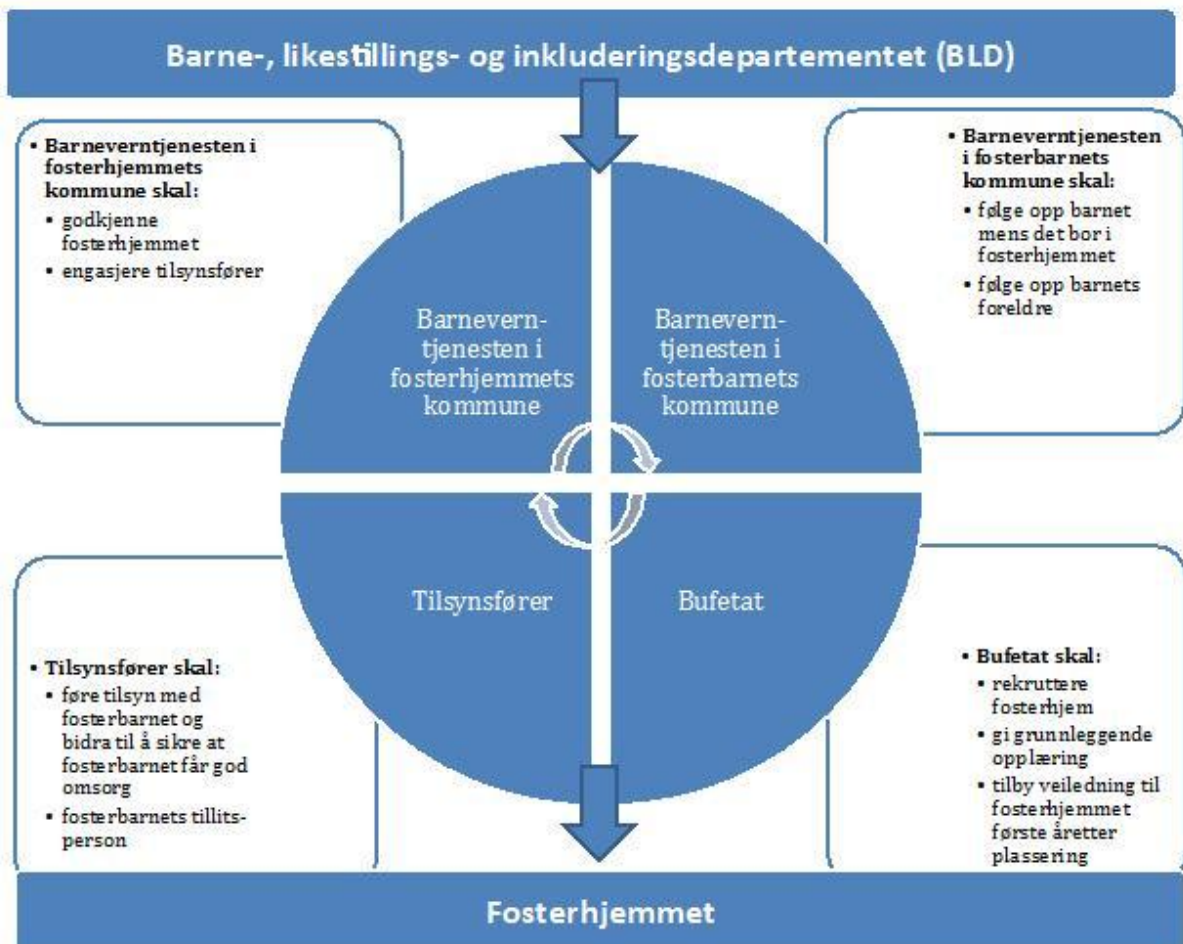 Barne-, likestillings- og inkluderingsdepartementet (BLD)
▪ Barneverntjenesten i
fosterhjemmets
kommune skal:
▪ godkjenne
fosterhjemmet
▪ engasjere tilsynsfører
▪ Barneverntjenesten
i fosterbarnets
kommune skal:
▪ følge opp barnet
mens det bor i
fosterhjemmet
▪ følge opp barnets
foreldre
Barnevern-
tjenesten i
fosterhjemmets
kommune
Barnevern-
tjenesten i
fosterbarnets
kommune
Tilsynsfører
Bufetat
▪ Tilsynsfører skal:
▪ føre tilsyn med
fosterbarnet og
bidra til å sikre at
fosterbarnet får god
omsorg
▪ fosterbarnets tillits-
person
▪ Bufetat skal:
▪ rekruttere
fosterhjem
▪ gi grunnleggende
opplæring
▪ tilby veiledning til
fosterhjemmet
første åretter
plassering
Fosterhjemmet